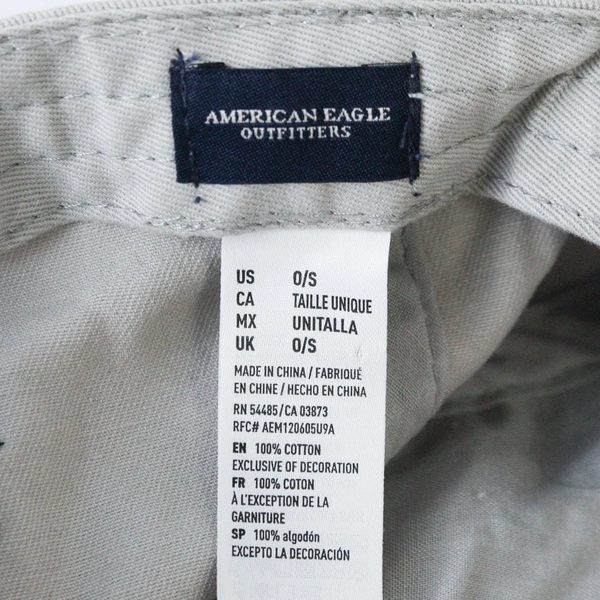 AMERICAN EAGLE
OUTFITTERS
US O/S
CA TAILLE UNIQUE
MX UNITALLA
UK O/S
MADE IN CHINA / FABRIQUÉ
EN CHINE / HECHO EN CHINA
RN 54485/CA 03873
RFC# AEM120605U9A
EN 100% COTTON
EXCLUSIVE OF DECORATION
FR 100% COTON
À L'EXCEPTION DE LA
GARNITURE
SP 100% algodón
EXCEPTO LA DECORACIÓN